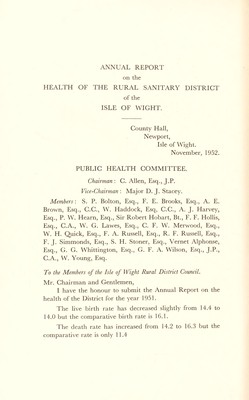 ANNUAL REPORT
on the
HEALTH OF THE RURAL SANITARY DISTRICT
of the
ISLE OF WIGHT.
County Hall,
Newport,
Isle of Wight.
November, 1952.
PUBLIC HEALTH COMMITTEE.
Chairman: C. Allen, Esq., J.P.
Vice-Chairman: Major D. J. Stacey.
Members: S. P. Bolton, Esq., F. E. Brooks, Esq., A. E.
Brown, Esq., C.C., W. Haddock, Esq., C.C., A. J. Harvey,
Esq., P. W. Hearn, Esq., Sir Robert Hobart, Bt., F. F. Hollis,
Esq., C.A., W. G. Lawes, Esq., C. F. W. Merwood, Esq.,
W. H. Quick, Esq., F. A. Russell, Esq., R. F. Russell, Esq.,
F. J. Simmonds, Esq., S. H. Stoner, Esq., Vernet Alphonse,
Esq., G. G. Whittington, Esq., G. F. A. Wilson, Esq., J.P.,
C.A., W. Young, Esq.
To the Members of the Isle of Wight Rural District Council.
Mr. Chairman and Gentlemen,
I have the honour to submit the Annual Report on the
health of the District for the year 1951.
The live birth rate has decreased slightly from 14.4 to
14.0 but the comparative birth rate is 16.1.
The death rate has increased from 14.2 to 16.3 but the
comparative rate is only 11.4